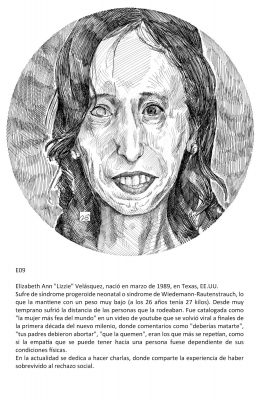 E09
Elizabeth Ann "Lizzie" Velásquez, nació en marzo de 1989, en Texas, EE.UU.
Sufre de sindrome progeroide neonatal o sindrome de Wiedemann-Rautenstrauch, lo
que la mantiene con un peso muy bajo (a los 26 años tenía 27 kilos). Desde muy
temprano sufrió la distancia de las personas que la rodeaban. Fue catalogada como
"la mujer más fea del mundo" en un video de youtube que se volvió viral a finales de
la primera década del nuevo milenio, donde comentarios como "deberías matarte",
"tus padres debieron abortar", "que la quemen", eran los que más se repetían, como
si la empatía que se puede tener hacia una persona fuese dependiente de sus
condiciones físicas.
En la actualidad se dedica a hacer charlas, donde comparte la experiencia de haber
sobrevivido al rechazo social.